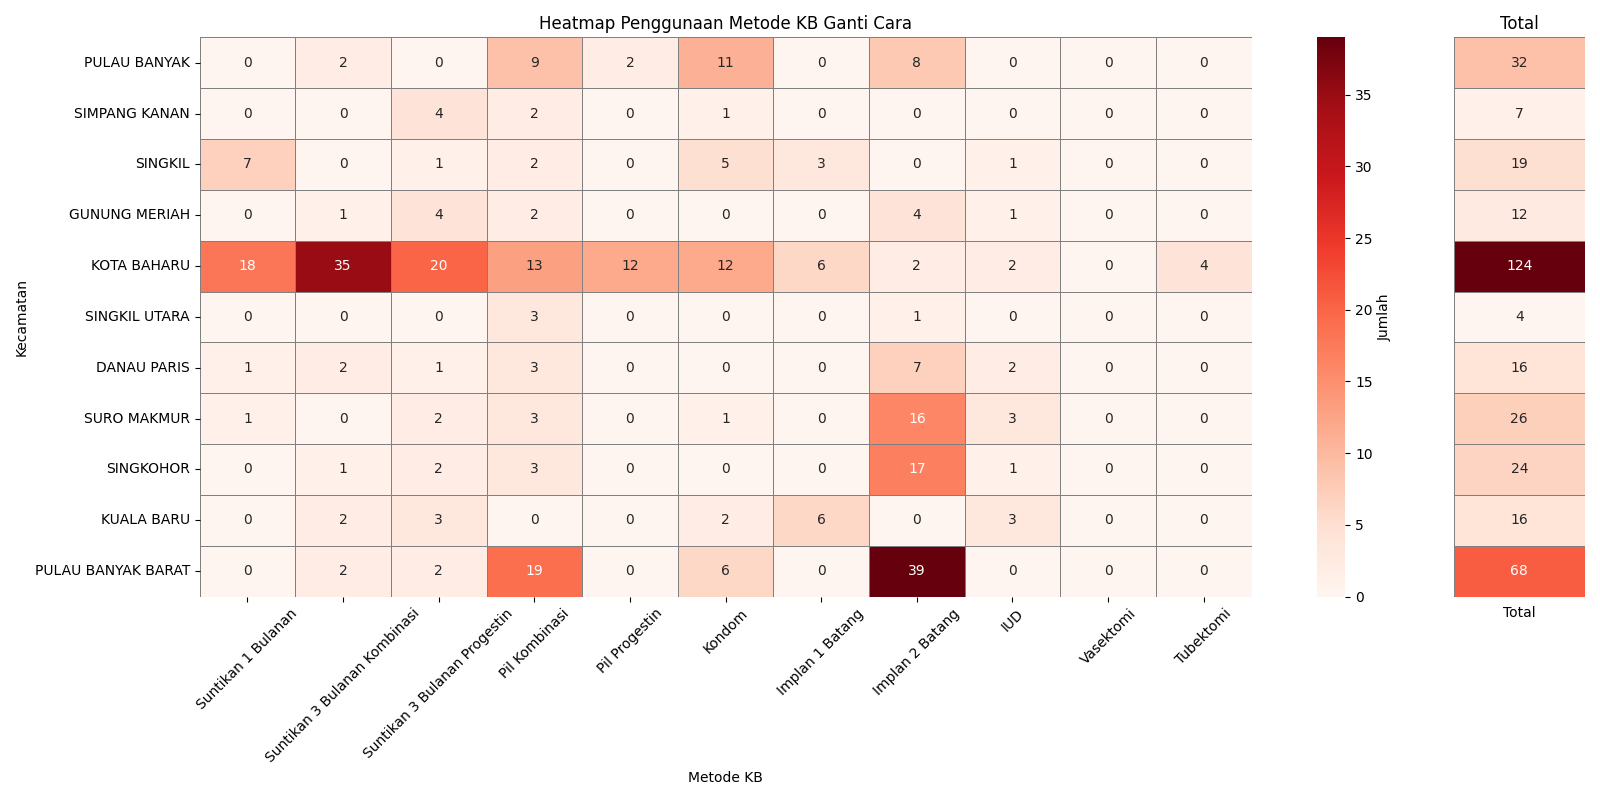 Heatmap Penggunaan Metode KB Ganti Cara
Total
PULAU BANYAK 0 2 0 9 2 11 0 8 0 0 0 32
SIMPANG KANAN 0 0 4 2 0 1 0 0 0 0 0 7
SINGKIL 7 0 1 2 0 5 3 0 1 0 0 19
GUNUNG MERIAH 0 1 4 2 0 0 0 4 1 0 0 12
KOTA BAHARU 18 35 20 13 12 12 6 2 2 0 4 124
SINGKIL UTARA 0 0 0 3 0 0 0 1 0 0 0 4
DANAU PARIS 1 2 1 3 0 0 0 7 2 0 0 16
SURO MAKMUR 1 0 2 3 0 1 0 16 3 0 0 26
SINGKOHOR 0 1 2 3 0 0 0 17 1 0 0 24
KUALA BARU 0 2 3 0 0 2 6 0 3 0 0 16
PULAU BANYAK BARAT 0 2 2 19 0 6 0 39 0 0 0 68
Kecamatan
Suntikan 1 Bulanan
Suntikan 3 Bulanan Kombinasi
Suntikan 3 Bulanan Progestin
Pil Kombinasi
Pil Progestin
Kondom
Implan 1 Batang
Implan 2 Batang
IUD
Vasektomi
Tubektomi
Metode KB
35
30
25
20
15
10
5
0
Jumlah
Total